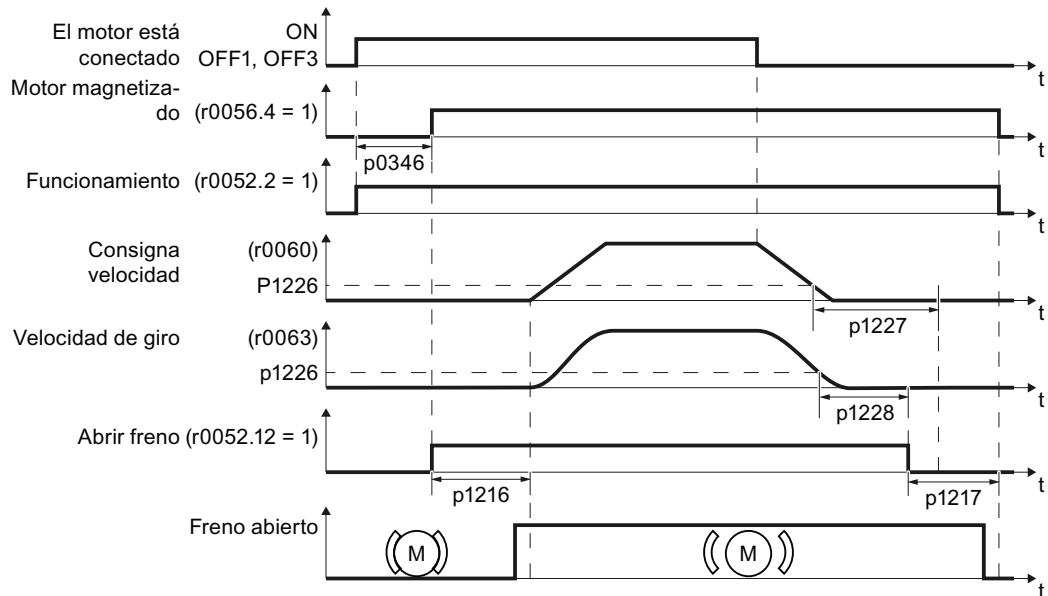 El motor está ON
conectado OFF1, OFF3
t
Motor magnetiza-
do (r0056.4 = 1)
t
p0346
Funcionamiento (r0052.2 = 1)
t
Consigna (r0060)
velocidad
P1226
t
p1227
Velocidad de giro (r0063)
p1226
t
p1228
Abrir freno (r0052.12 = 1)
t
p1216
p1217
Freno abierto
M
M
t